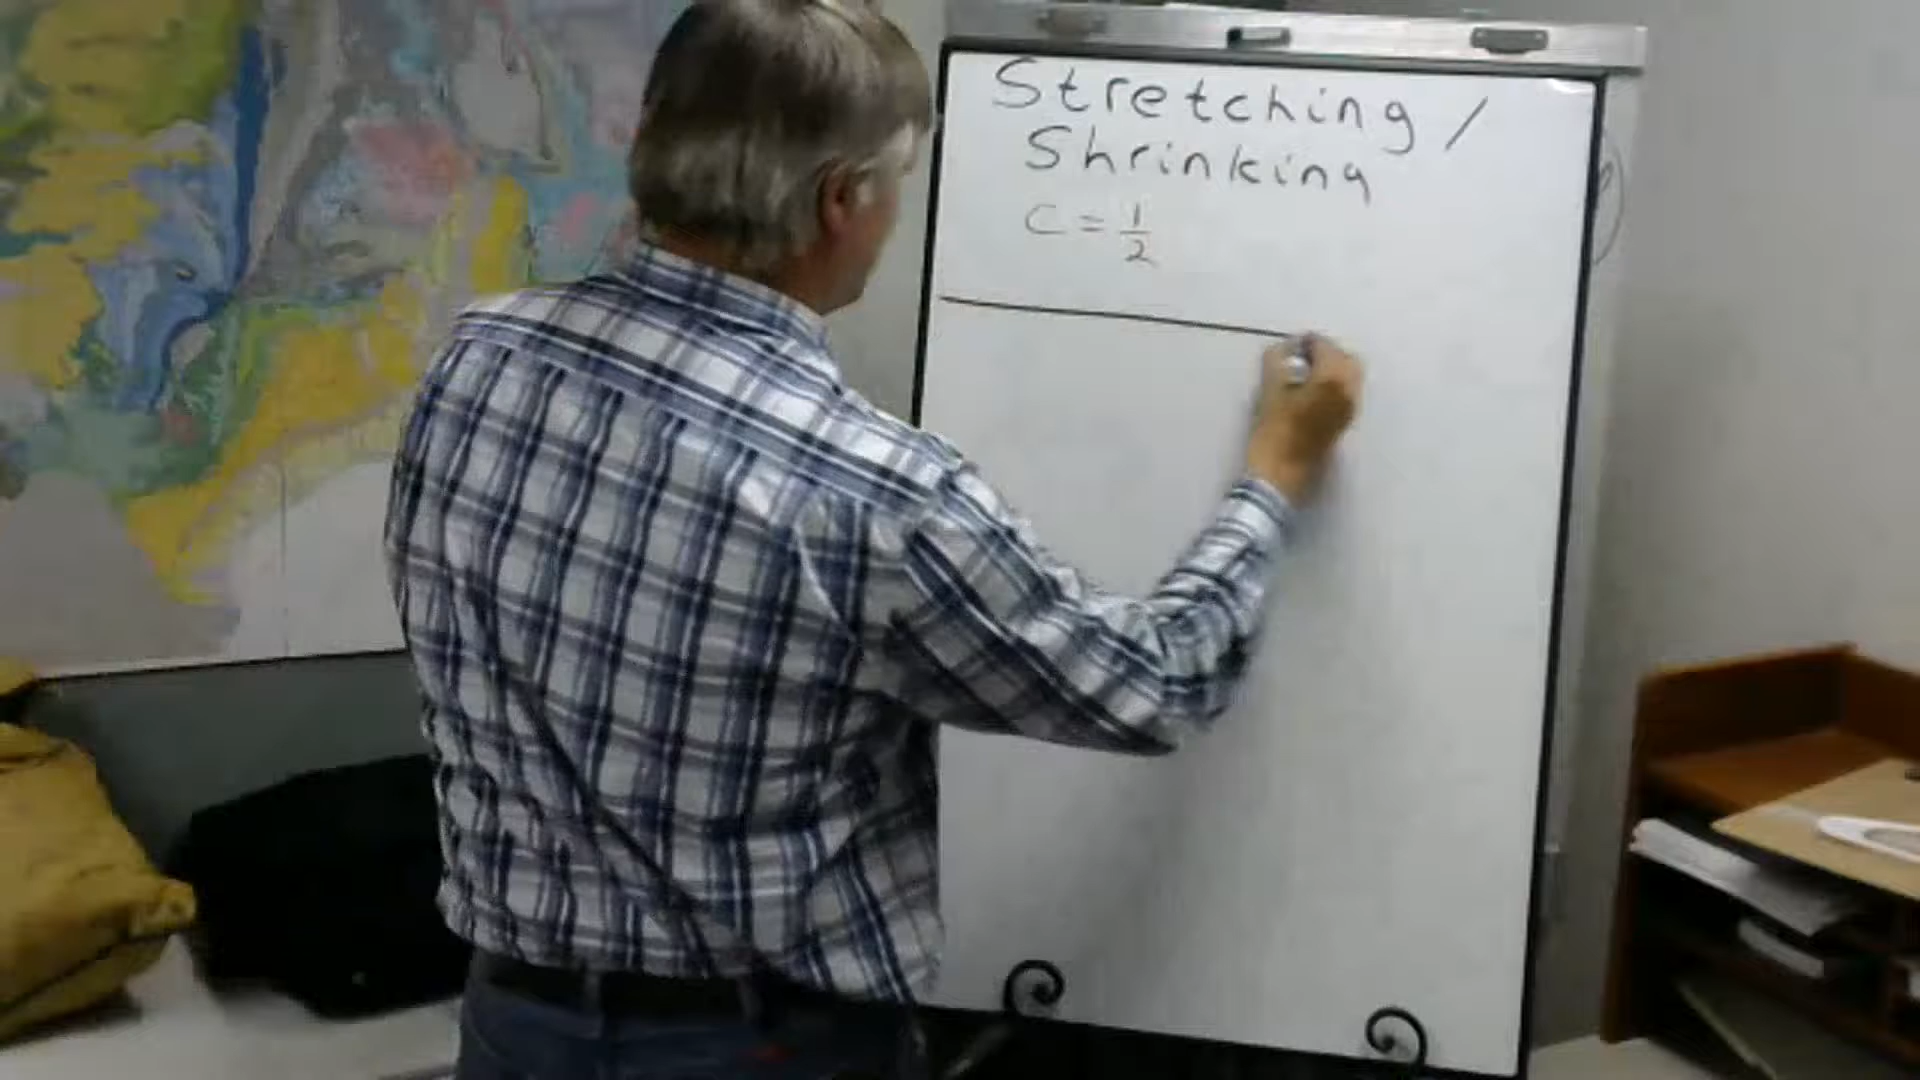 Stretching /
Shrinking
C = 1/2